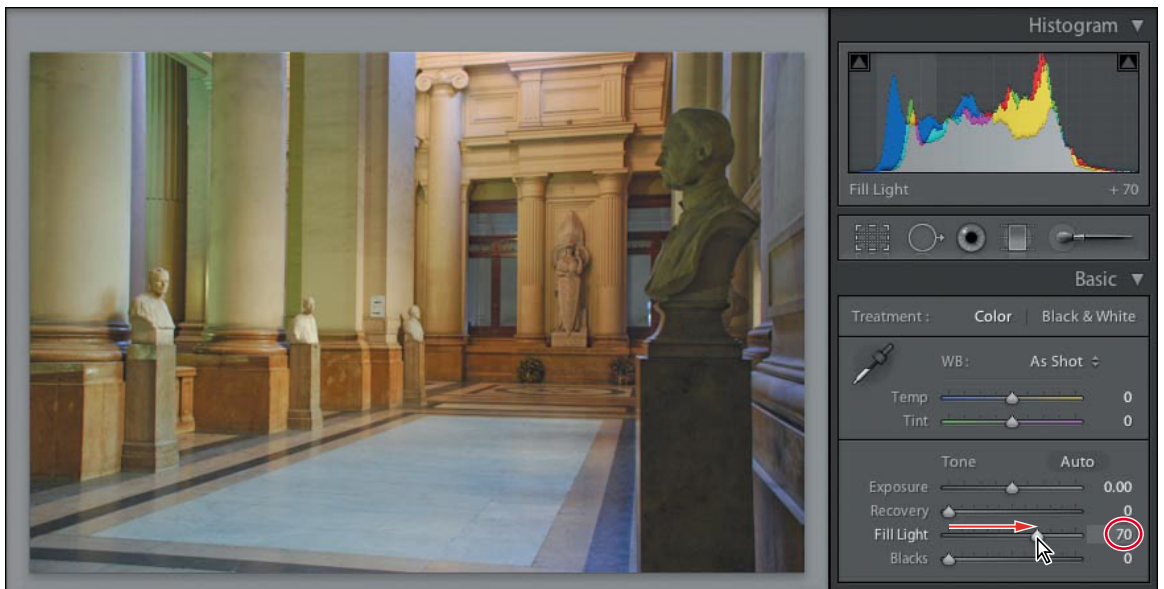 Histogram
Fill Light + 70
Basic
Treatment : Color Black & White
WB : As Shot
Temp 0
Tint 0
Tone Auto
Exposure 0.00
Recovery 0
Fill Light 70
Blacks 0